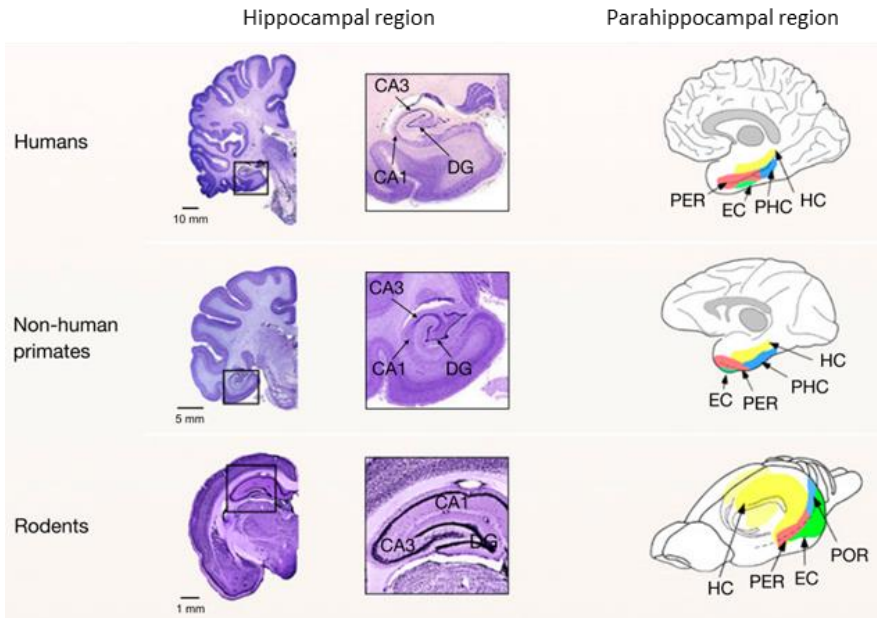 Hippocampal region
Parahippocampal region
Humans
10 mm
CA3
CA1
DG
PER
EC
PHC
HC
Non-human
primates
5 mm
CA3
CA1
DG
HC
PHC
EC
PER
Rodents
1 mm
CA1
CA3
DG
POR
HC
PER
EC